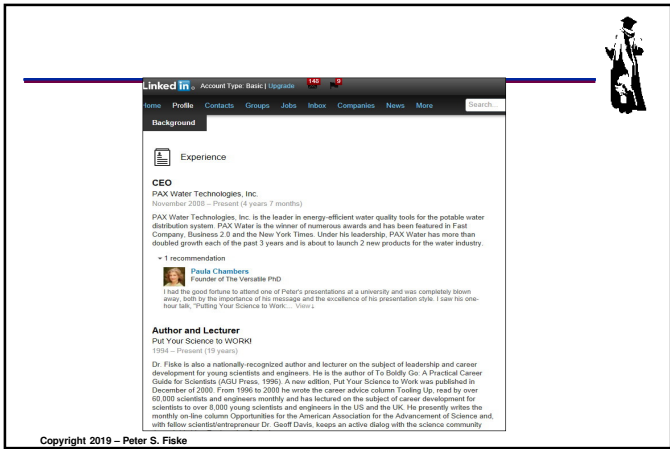 Linked in. Account Type: Basic | Upgrade 148 9
Home Profile Contacts Groups Jobs Inbox Companies News More Search...
Background
Experience
CEO
PAX Water Technologies, Inc.
November 2008 – Present (4 years 7 months)
PAX Water Technologies, Inc. is the leader in energy-efficient water quality tools for the potable water
distribution system. PAX Water is the winner of numerous awards and has been featured in Fast
Company, Business 2.0 and the New York Times. Under his leadership, PAX Water has more than
doubled growth each of the past 3 years and is about to launch 2 new products for the water industry.
1 recommendation
Paula Chambers
Founder of The Versatile PhD
I had the good fortune to attend one of Peter's presentations at a university and was completely blown
away, both by the importance of his message and the excellence of his presentation style. I saw his one-
hour talk, "Putting Your Science to Work:... View↓
Author and Lecturer
Put Your Science to WORK!
1994 – Present (19 years)
Dr. Fiske is also a nationally-recognized author and lecturer on the subject of leadership and career
development for young scientists and engineers. He is the author of To Boldly Go: A Practical Career
Guide for Scientists (AGU Press, 1996). A new edition, Put Your Science to Work was published in
December of 2000. From 1996 to 2000 he wrote the career advice column Tooling Up, read by over
60,000 scientists and engineers monthly and has lectured on the subject of career development for
scientists to over 8,000 young scientists and engineers in the US and the UK. He presently writes the
monthly on-line column Opportunities for the American Association for the Advancement of Science and,
with fellow scientist/entrepreneur Dr. Geoff Davis, keeps an active dialog with the science community
Copyright 2019 – Peter S. Fiske